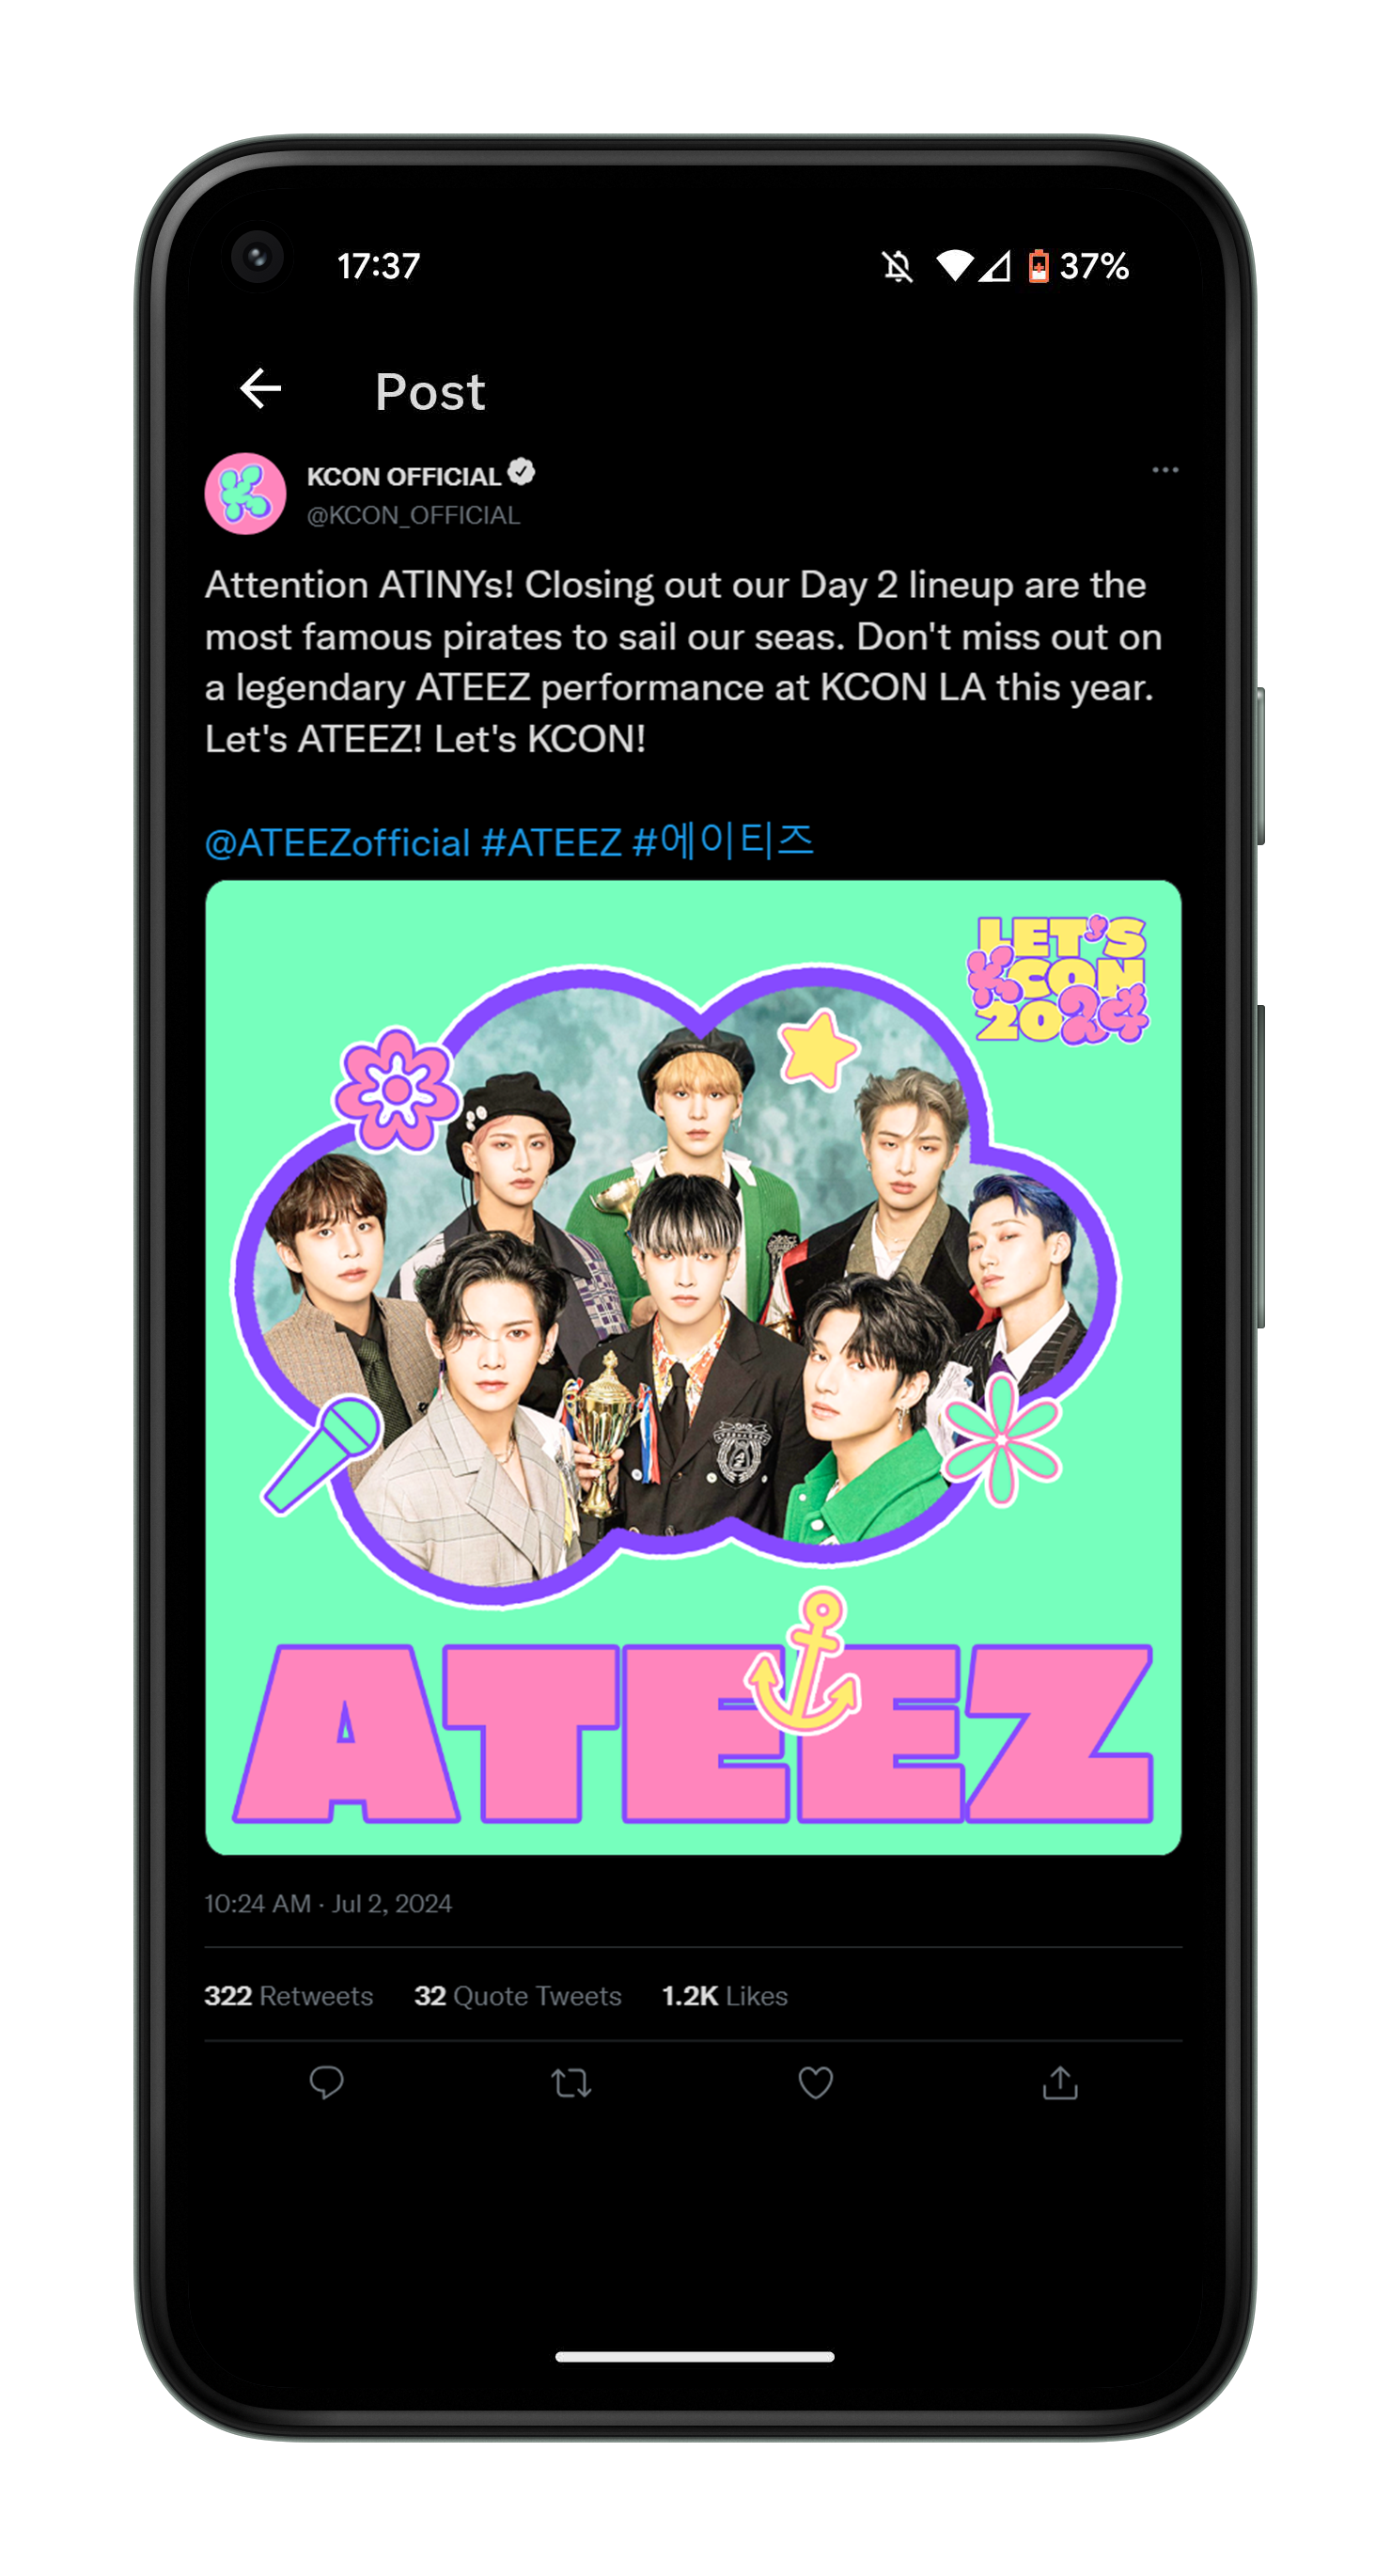 17:37
37%
Post
KCON OFFICIAL
@KCON_OFFICIAL
Attention ATINYs! Closing out our Day 2 lineup are the
most famous pirates to sail our seas. Don't miss out on
a legendary ATEEZ performance at KCON LA this year.
Let's ATEEZ! Let's KCON!
@ATEEZofficial #ATEEZ #에이티즈
LET'S
KCON
2024
ATEEZ
10:24 AM · Jul 2, 2024
322 Retweets 32 Quote Tweets 1.2K Likes